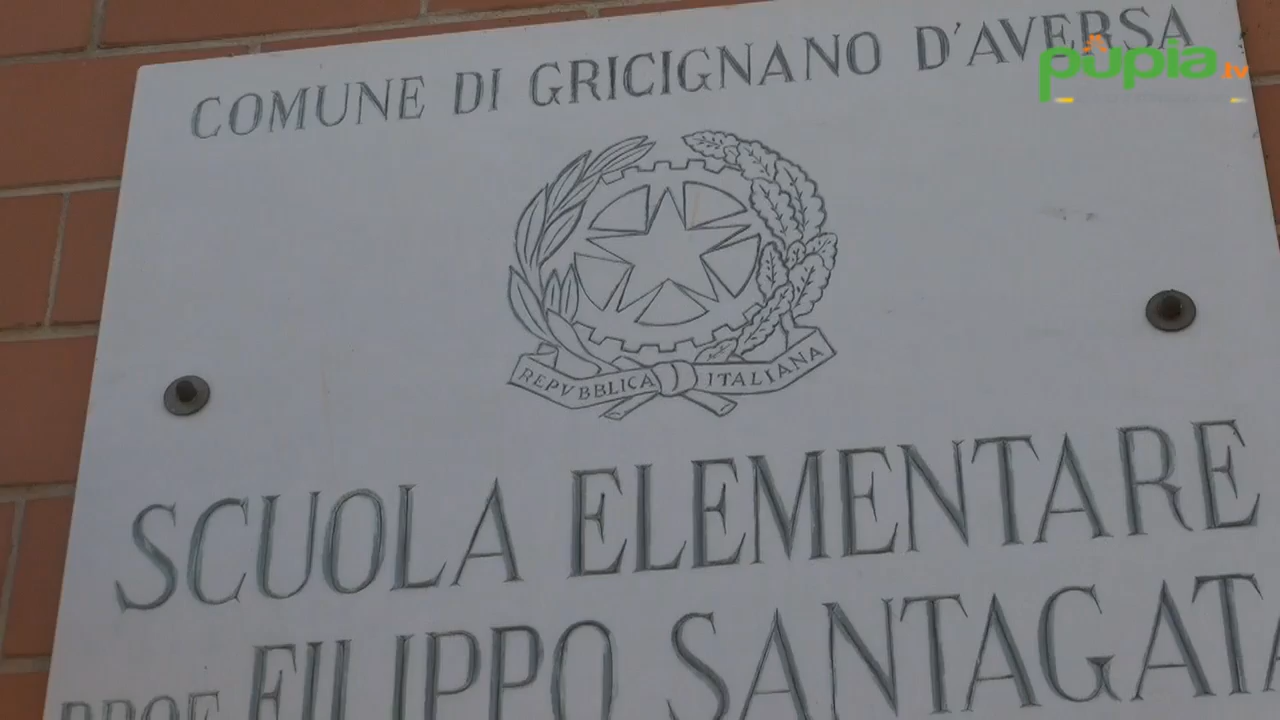 COMUNE DI GRICIGNANO D'AVERSA
pupia.tv
REPVBBLICA ITALIANA
SCUOLA ELEMENTARE
PROF. FILIPPO SANTAGATA